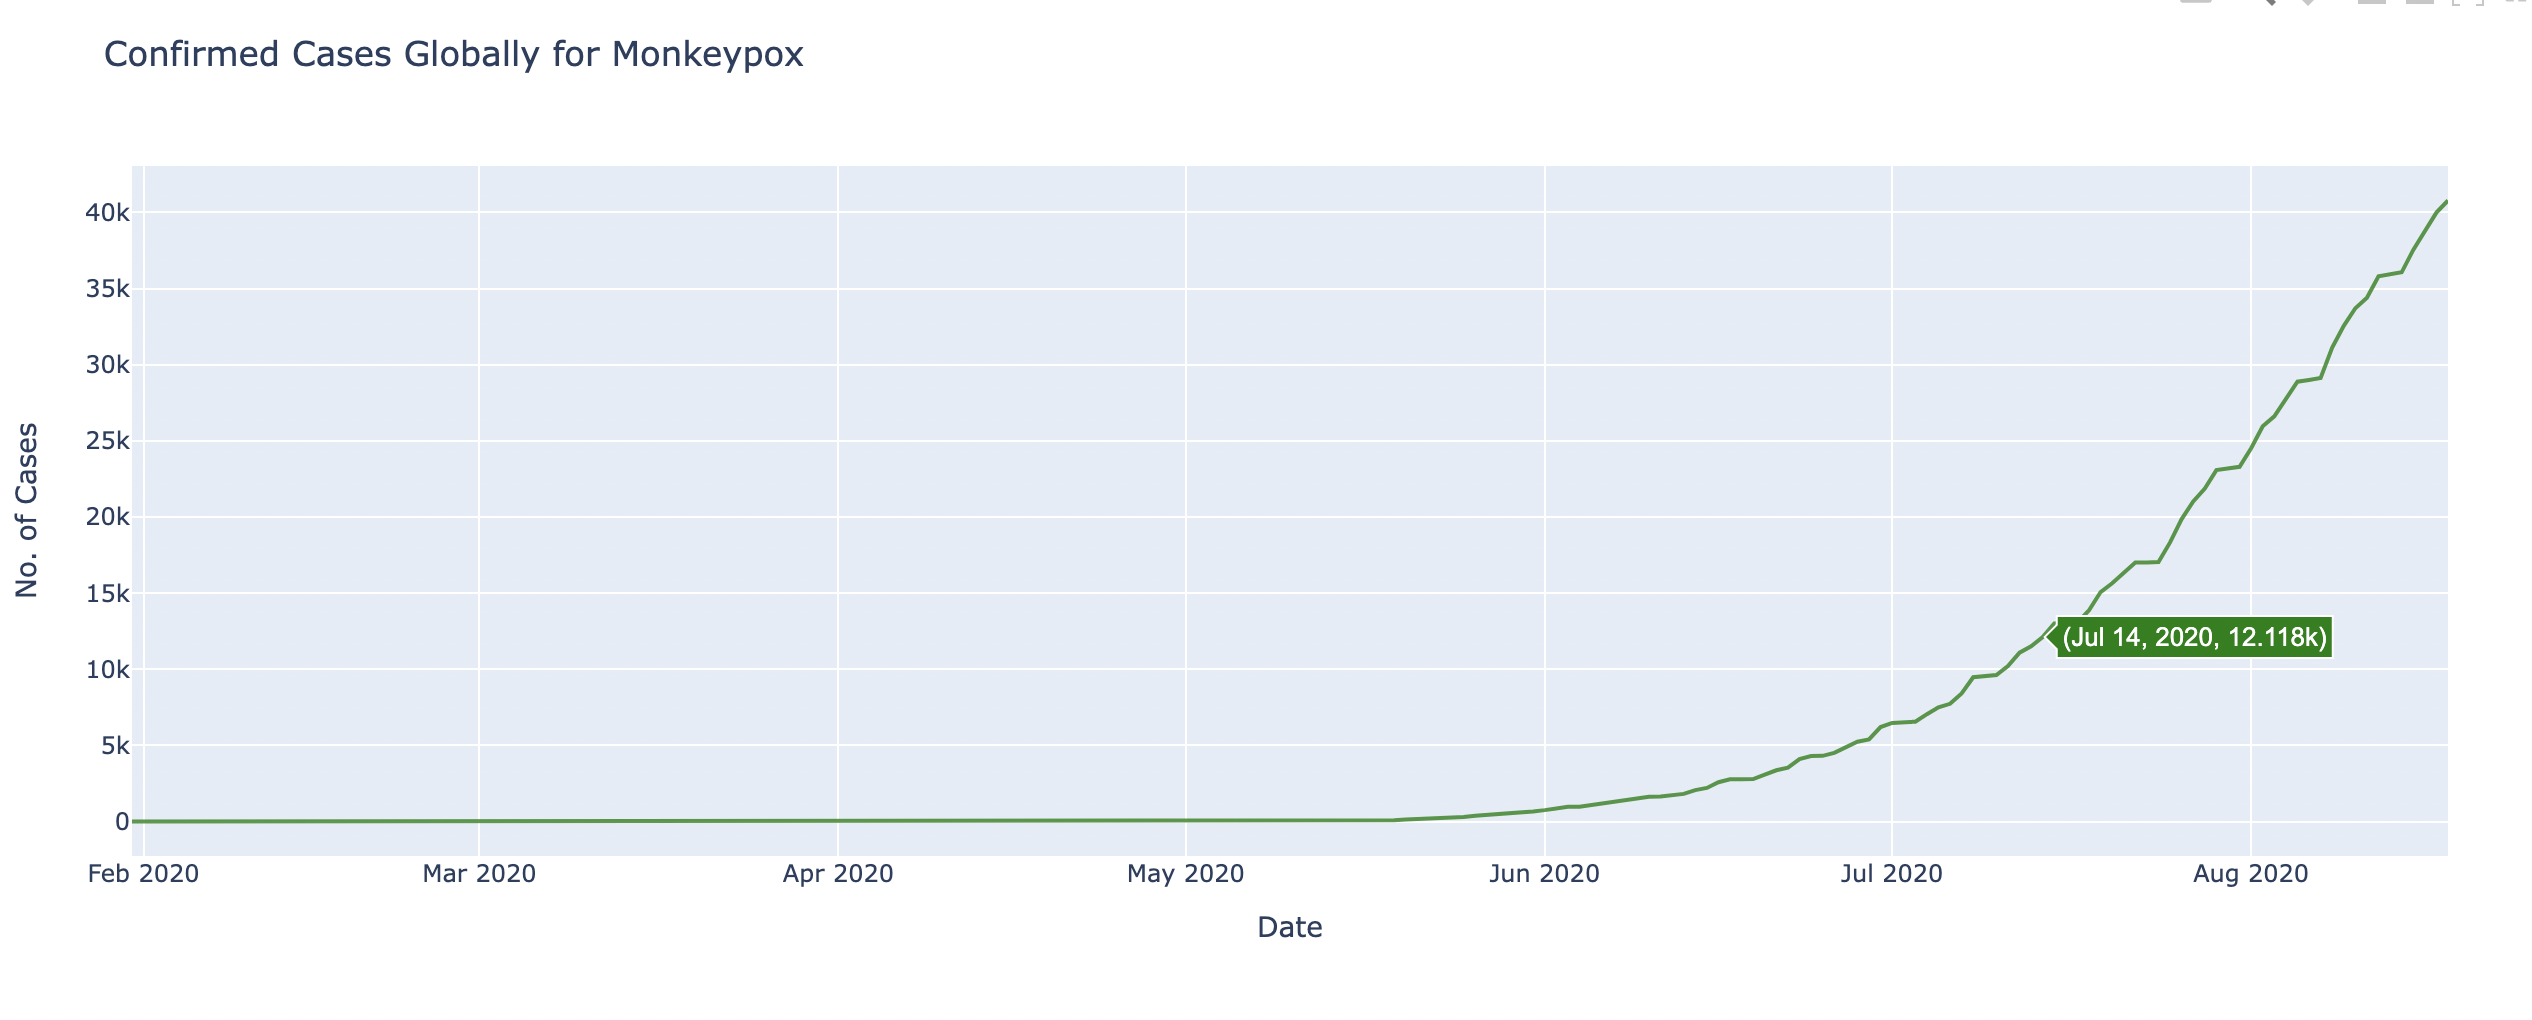 Confirmed Cases Globally for Monkeypox
No. of Cases
40k
35k
30k
25k
20k
15k
(Jul 14, 2020, 12.118k)
10k
5k
0
Feb 2020 Mar 2020 Apr 2020 May 2020 Jun 2020 Jul 2020 Aug 2020
Date